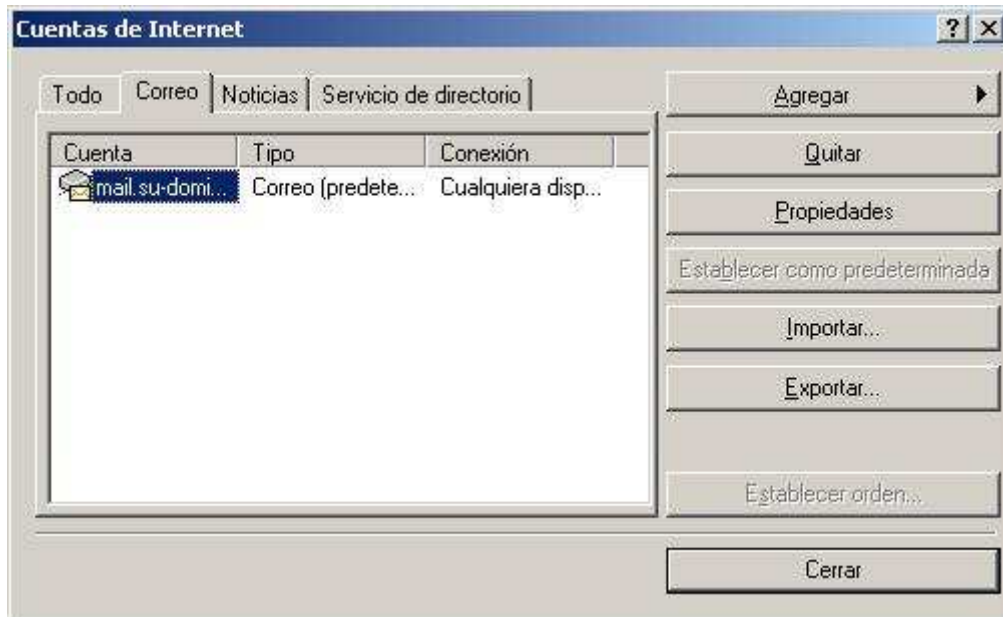 Cuentas de Internet
Todo Correo Noticias Servicio de directorio
Cuenta Tipo Conexión
mail.su-domi... Correo (predete... Cualquiera disp...
Agregar
Quitar
Propiedades
Establecer como predeterminada
Importar...
Exportar...
Establecer orden...
Cerrar